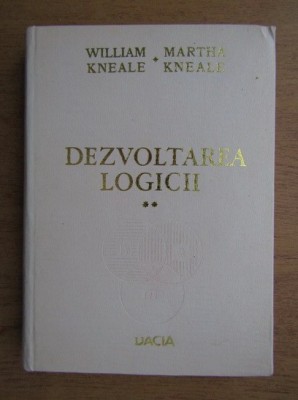 WILLIAM * MARTHA
KNEALE KNEALE
DEZVOLTAREA
LOGICII
**
DACIA